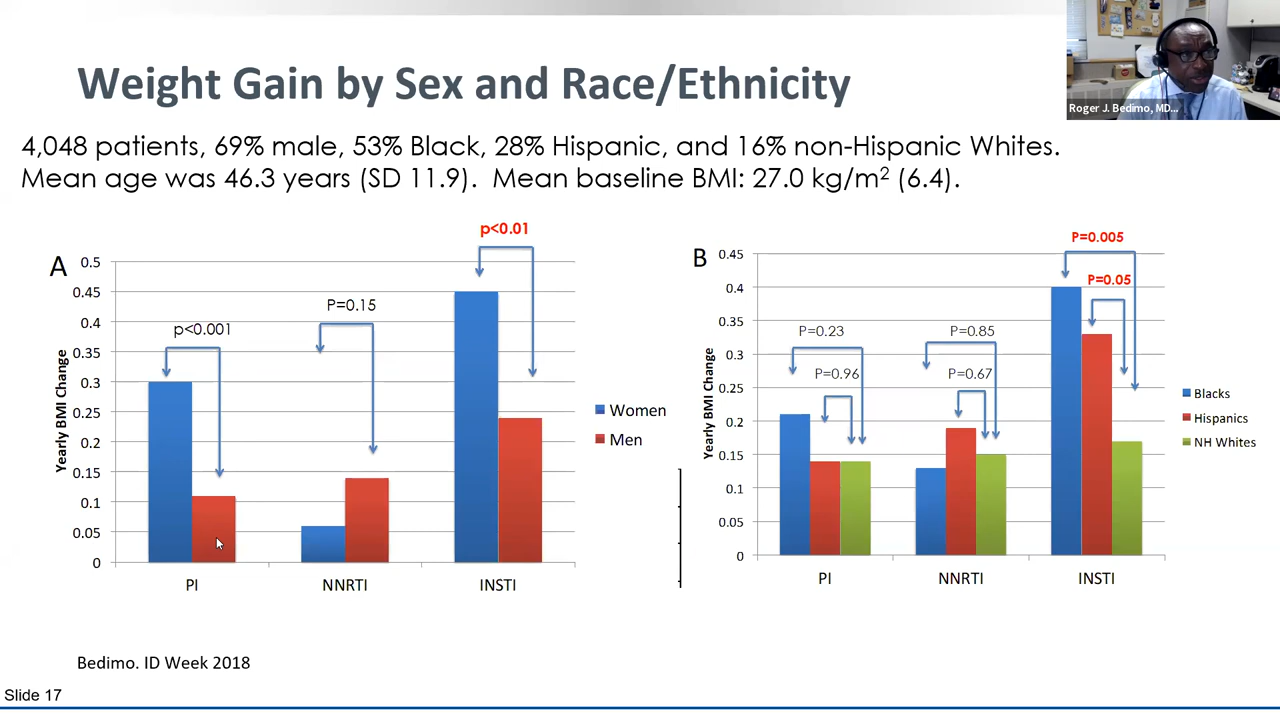 Roger J. Bedimo, MD...
Weight Gain by Sex and Race/Ethnicity
4,048 patients, 69% male, 53% Black, 28% Hispanic, and 16% non-Hispanic Whites.
Mean age was 46.3 years (SD 11.9).  Mean baseline BMI: 27.0 kg/m² (6.4).
A
Yearly BMI Change
0.5
0.45
0.4
0.35
0.3
0.25
0.2
0.15
0.1
0.05
0
p<0.001
P=0.15
p<0.01
PI
NNRTI
INSTI
Women
Men
B
Yearly BMI Change
0.45
0.4
0.35
0.3
0.25
0.2
0.15
0.1
0.05
0
P=0.23
P=0.96
P=0.85
P=0.67
P=0.005
P=0.05
PI
NNRTI
INSTI
Blacks
Hispanics
NH Whites
Bedimo. ID Week 2018
Slide 17